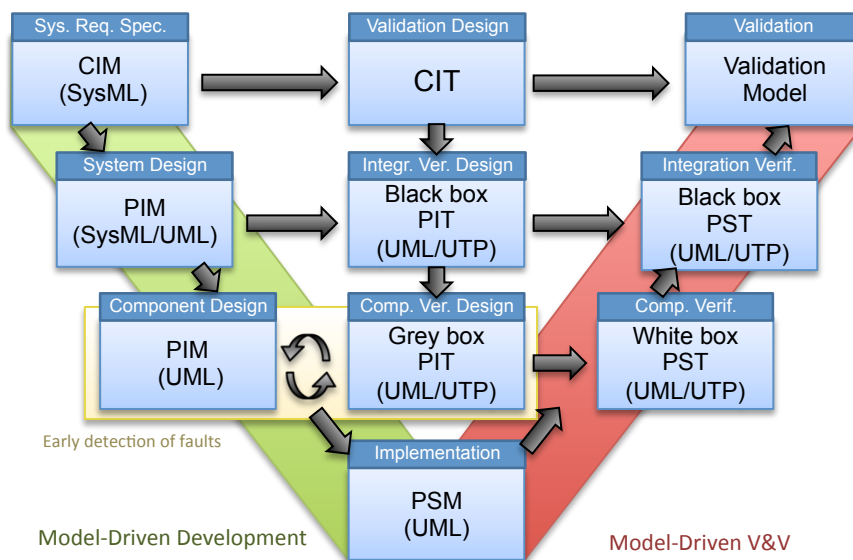 Sys. Req. Spec.
CIM
(SysML)
Validation Design
CIT
Validation
Validation
Model
System Design
PIM
(SysML/UML)
Integr. Ver. Design
Black box
PIT
(UML/UTP)
Integration Verif.
Black box
PST
(UML/UTP)
Component Design
PIM
(UML)
Comp. Ver. Design
Grey box
PIT
(UML/UTP)
Comp. Verif.
White box
PST
(UML/UTP)
Early detection of faults
Implementation
PSM
(UML)
Model-Driven Development
Model-Driven V&V